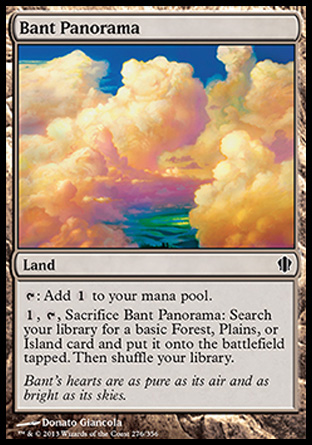 Bant Panorama
Land
: Add 1 to your mana pool.
1, , Sacrifice Bant Panorama: Search
your library for a basic Forest, Plains, or
Island card and put it onto the battlefield
tapped. Then shuffle your library.
Bant's hearts are as pure as its air and as
bright as its skies.
Donato Giancola
™ & © 2013 Wizards of the Coast 276/356